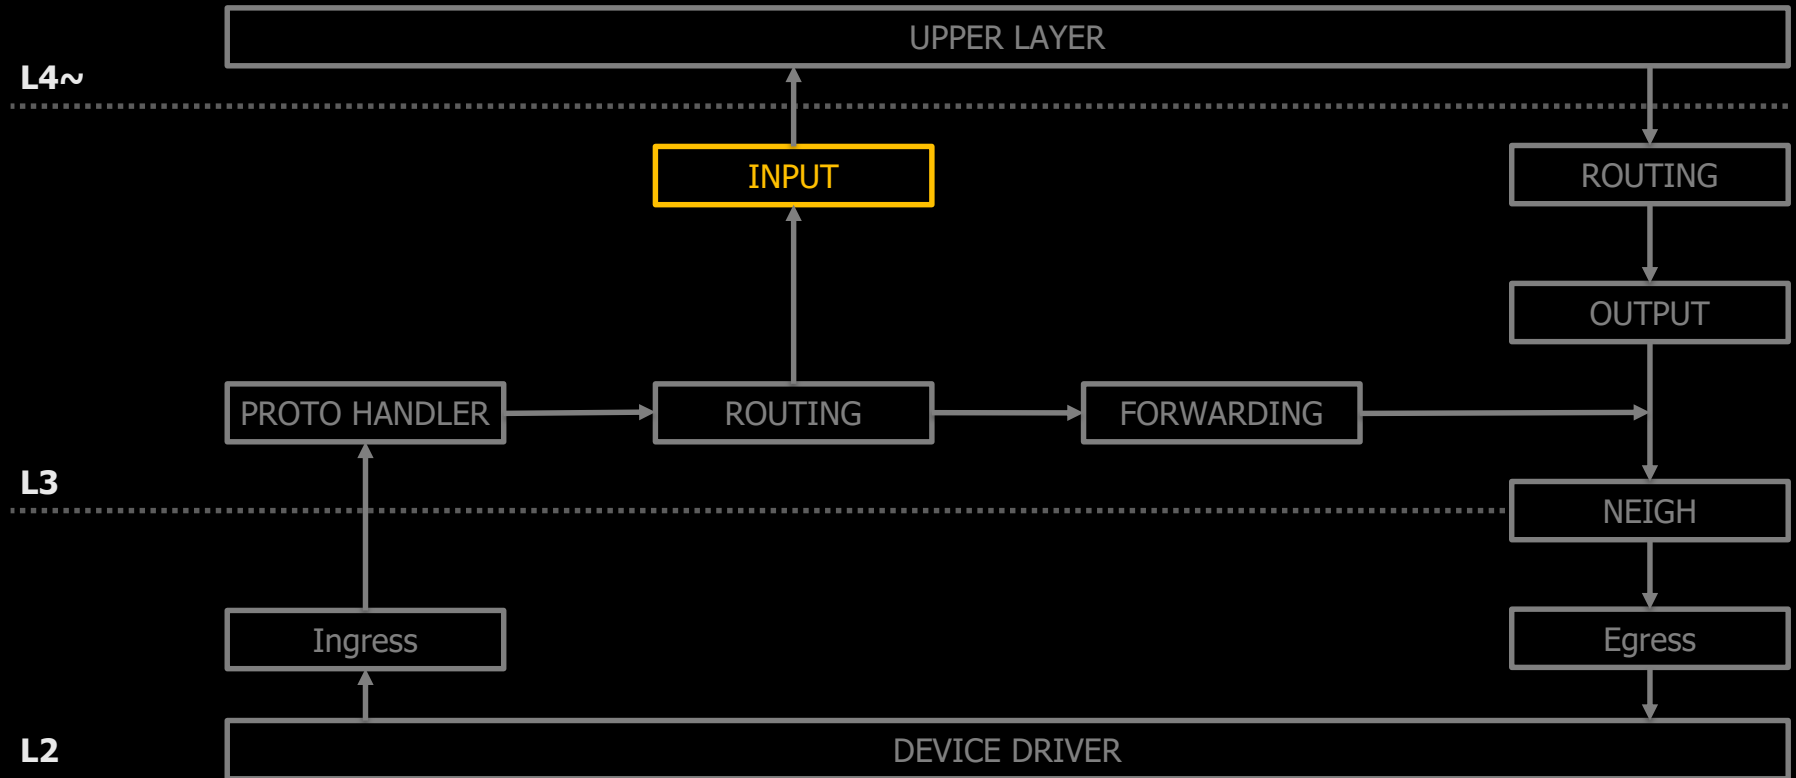 UPPER LAYER
L4~
INPUT
ROUTING
OUTPUT
PROTO HANDLER
ROUTING
FORWARDING
L3
NEIGH
Ingress
Egress
L2
DEVICE DRIVER